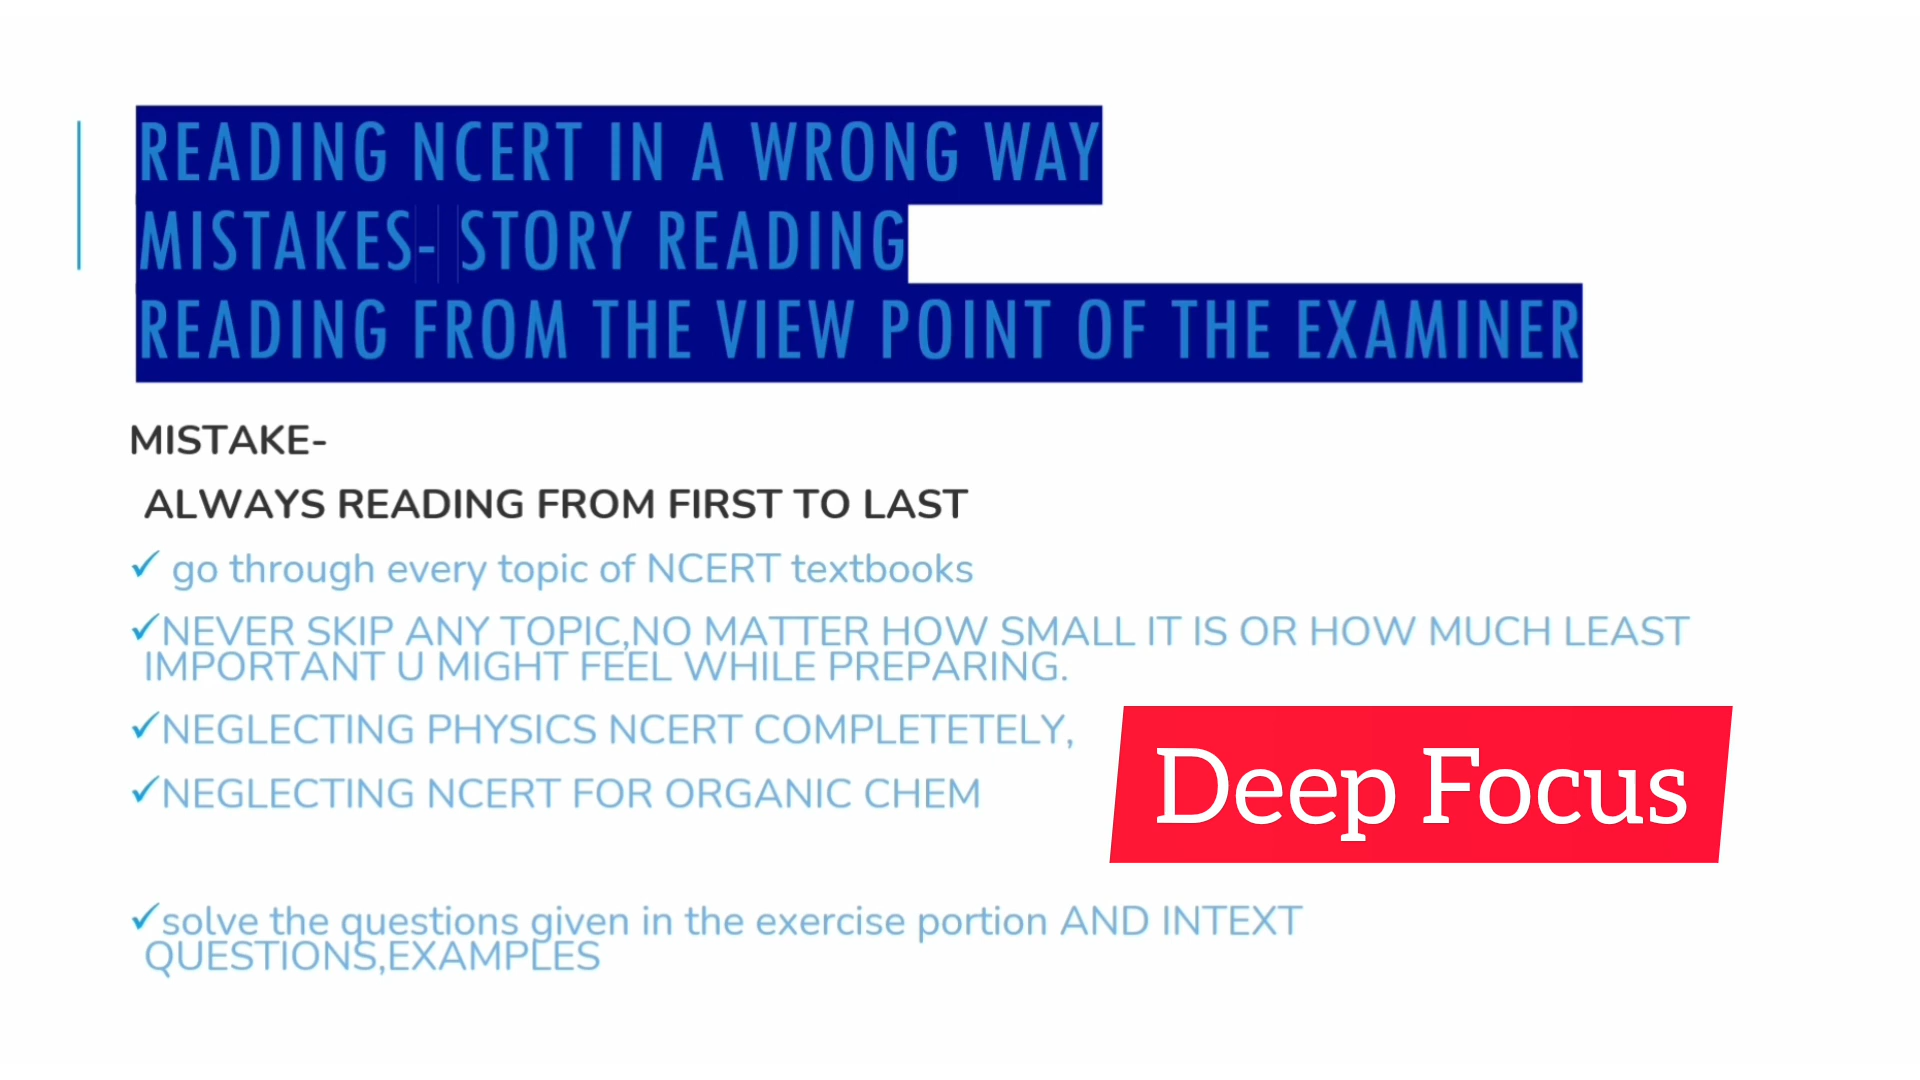 READING NCERT IN A WRONG WAY
MISTAKES- STORY READING
READING FROM THE VIEW POINT OF THE EXAMINER
MISTAKE-
ALWAYS READING FROM FIRST TO LAST
✓ go through every topic of NCERT textbooks
✓NEVER SKIP ANY TOPIC,NO MATTER HOW SMALL IT IS OR HOW MUCH LEAST
IMPORTANT U MIGHT FEEL WHILE PREPARING.
✓NEGLECTING PHYSICS NCERT COMPLETETELY,
✓NEGLECTING NCERT FOR ORGANIC CHEM
Deep Focus
✓solve the questions given in the exercise portion AND INTEXT
QUESTIONS,EXAMPLES